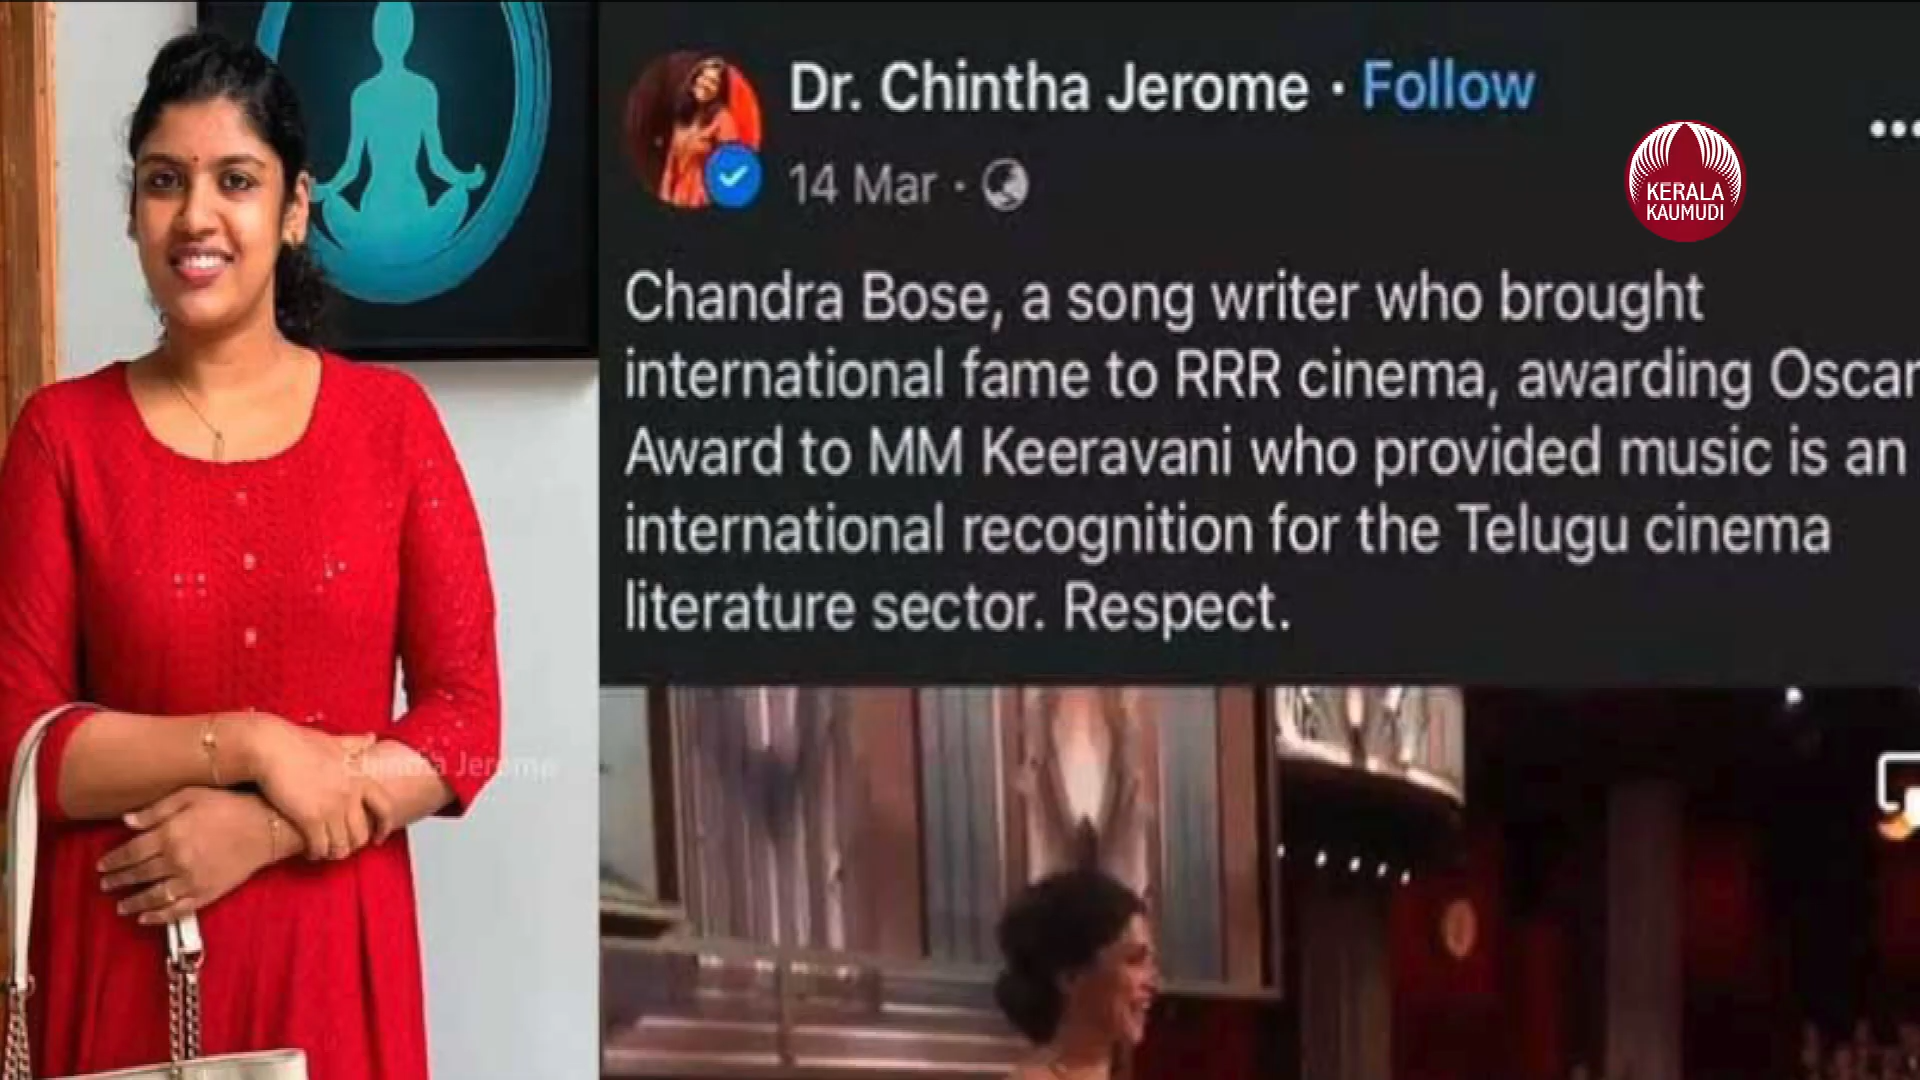 Dr. Chintha Jerome · Follow
14 Mar ·
KERALA
KAUMUDI
Chandra Bose, a song writer who brought
international fame to RRR cinema, awarding Oscar
Award to MM Keeravani who provided music is an
international recognition for the Telugu cinema
literature sector. Respect.
Chintha Jerome